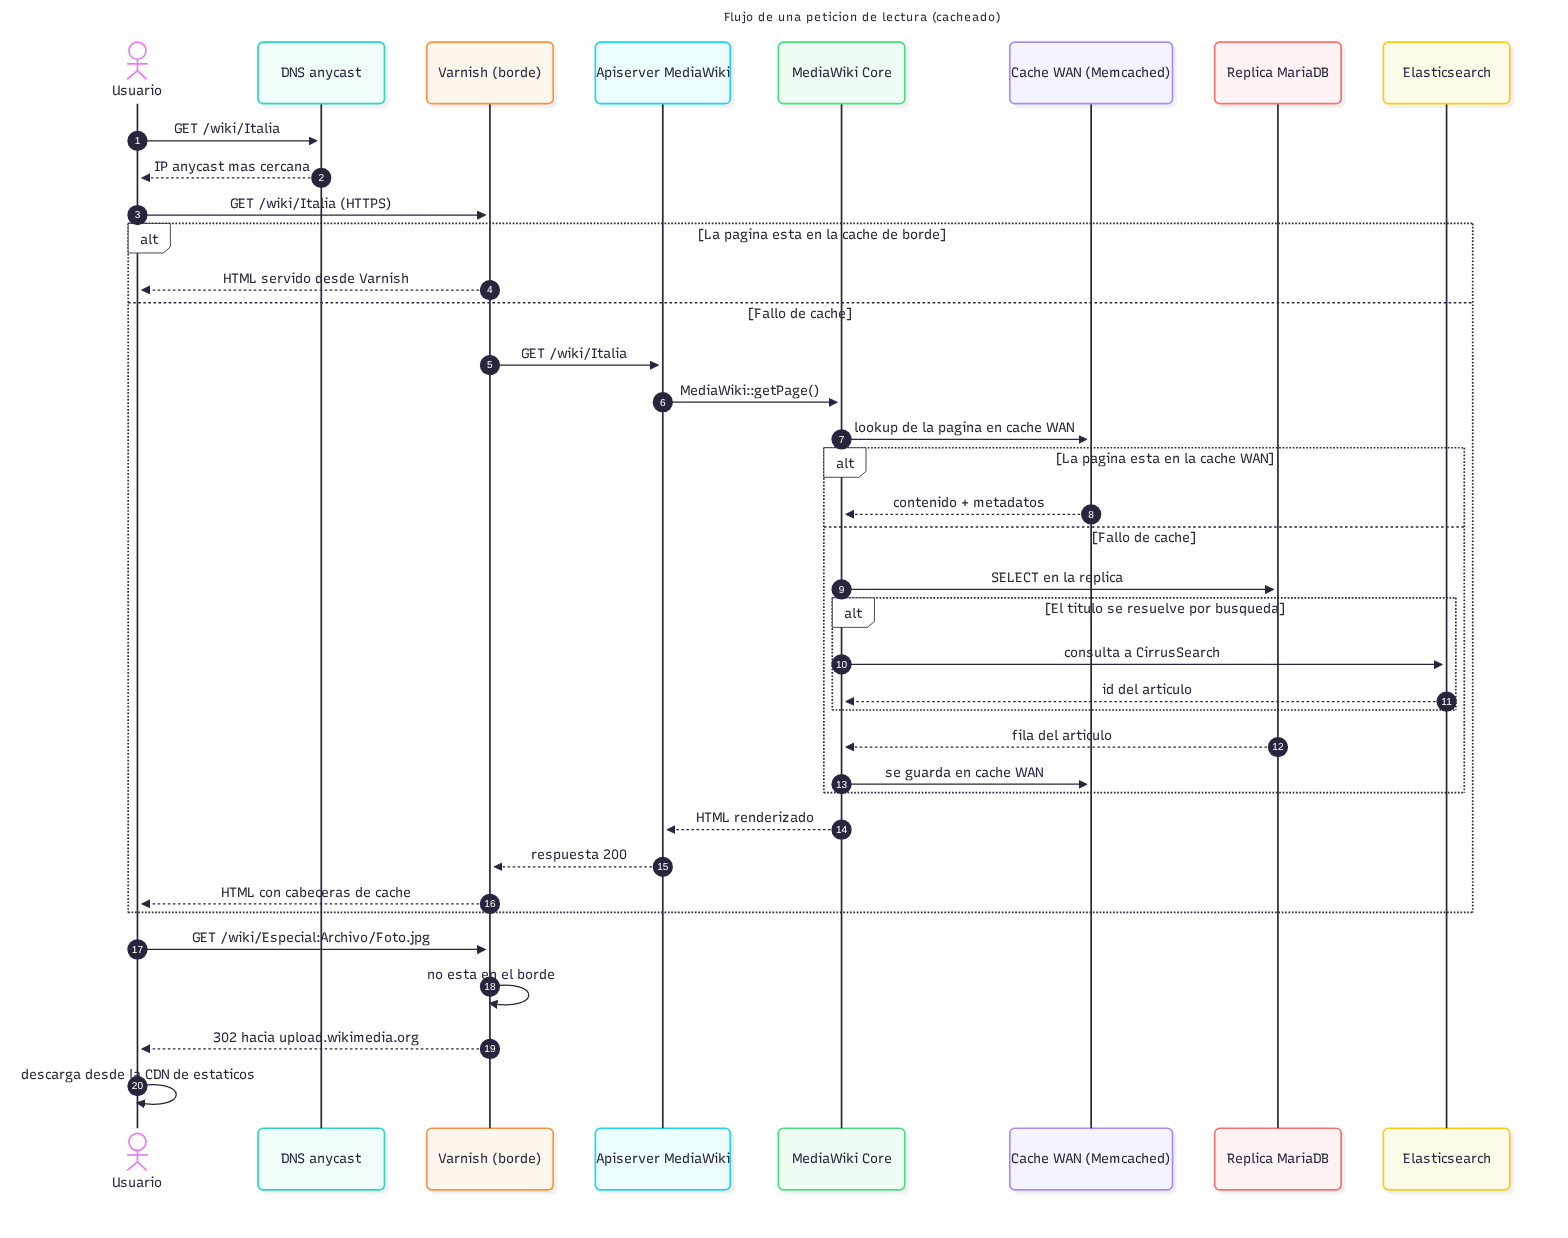 Flujo de una peticion de lectura (cacheado)
Usuario
DNS anycast
Varnish (borde)
Apiserver MediaWiki
MediaWiki Core
Cache WAN (Memcached)
Replica MariaDB
Elasticsearch
1
GET /wiki/Italia
IP anycast mas cercana
2
3
GET /wiki/Italia (HTTPS)
alt
[La pagina esta en la cache de borde]
HTML servido desde Varnish
4
[Fallo de cache]
5
GET /wiki/Italia
6
MediaWiki::getPage()
7
lookup de la pagina en cache WAN
alt
[La pagina esta en la cache WAN]
contenido + metadatos
8
[Fallo de cache]
9
SELECT en la replica
alt
[El titulo se resuelve por busqueda]
10
consulta a CirrusSearch
id del articulo
11
fila del articulo
12
13
se guarda en cache WAN
HTML renderizado
14
respuesta 200
15
HTML con cabeceras de cache
16
17
GET /wiki/Especial:Archivo/Foto.jpg
no esta en el borde
18
302 hacia upload.wikimedia.org
19
descarga desde la CDN de estaticos
20
Usuario
DNS anycast
Varnish (borde)
Apiserver MediaWiki
MediaWiki Core
Cache WAN (Memcached)
Replica MariaDB
Elasticsearch